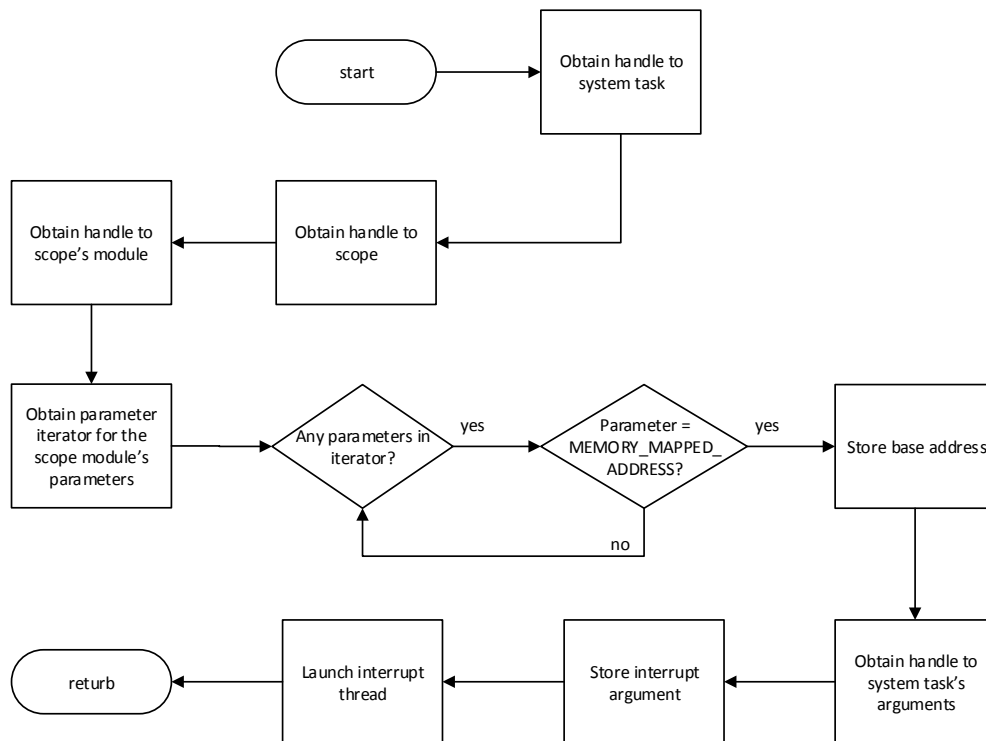 start
Obtain handle to
system task
Obtain handle to
scope's module
Obtain handle to
scope
Obtain parameter
iterator for the
scope module's
parameters
Any parameters in
iterator?
yes
Parameter =
MEMORY_MAPPED_
ADDRESS?
yes
Store base address
no
returb
Launch interrupt
thread
Store interrupt
argument
Obtain handle to
system task's
arguments